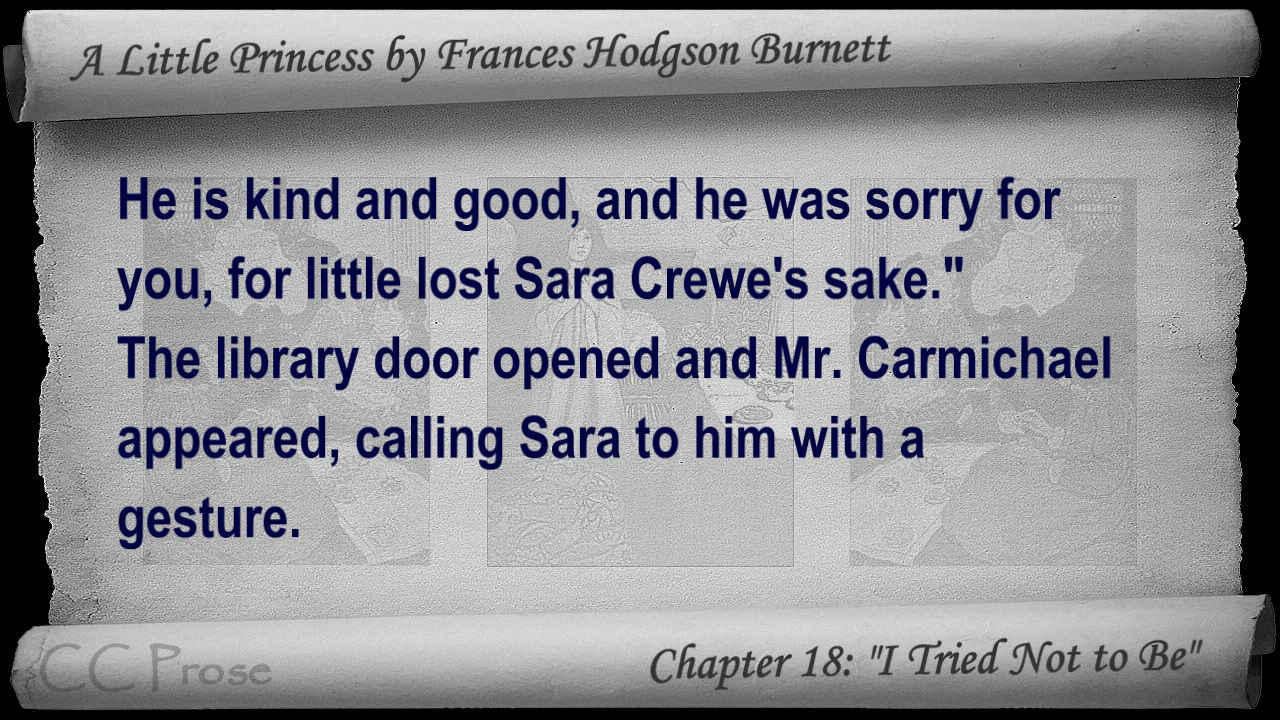 A Little Princess by Frances Hodgson Burnett
He is kind and good, and he was sorry for
you, for little lost Sara Crewe's sake."
The library door opened and Mr. Carmichael
appeared, calling Sara to him with a
gesture.
CC Prose
Chapter 18: "I Tried Not to Be"